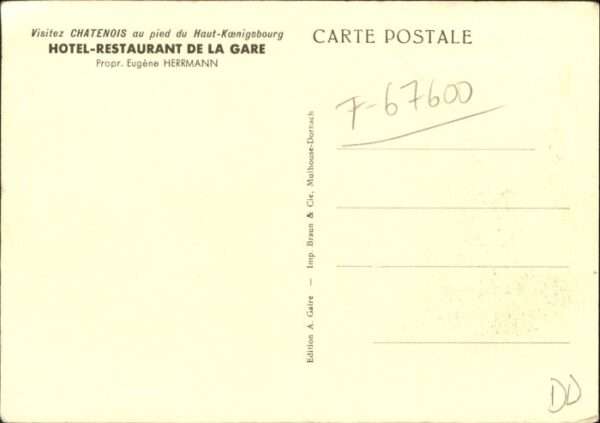 Visitez CHATENOIS au pied du Haut-Kœnigsbourg
HOTEL-RESTAURANT DE LA GARE
Propr. Eugène HERRMANN
CARTE POSTALE
F-67600
Edition A. Gaire — Imp. Braun & Cie, Mulhouse-Dornach
DD